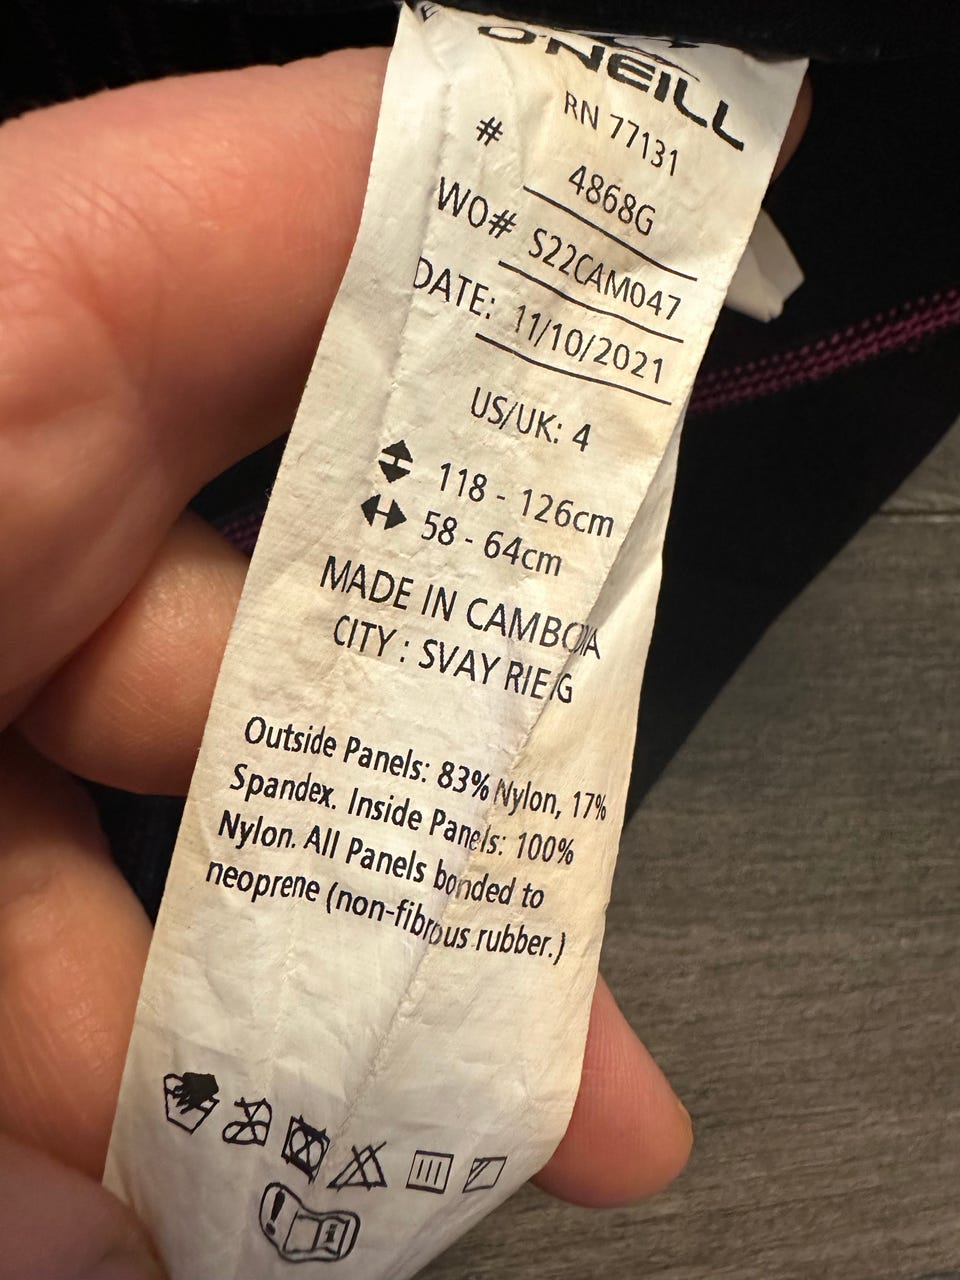 O'NEILL
RN 77131
# 4868G
WO# S22CAM047
DATE: 11/10/2021
US/UK: 4
118 - 126cm
58 - 64cm
MADE IN CAMBODIA
CITY : SVAY RIENG
Outside Panels: 83% Nylon, 17%
Spandex. Inside Panels: 100%
Nylon. All Panels bonded to
neoprene (non-fibrous rubber.)